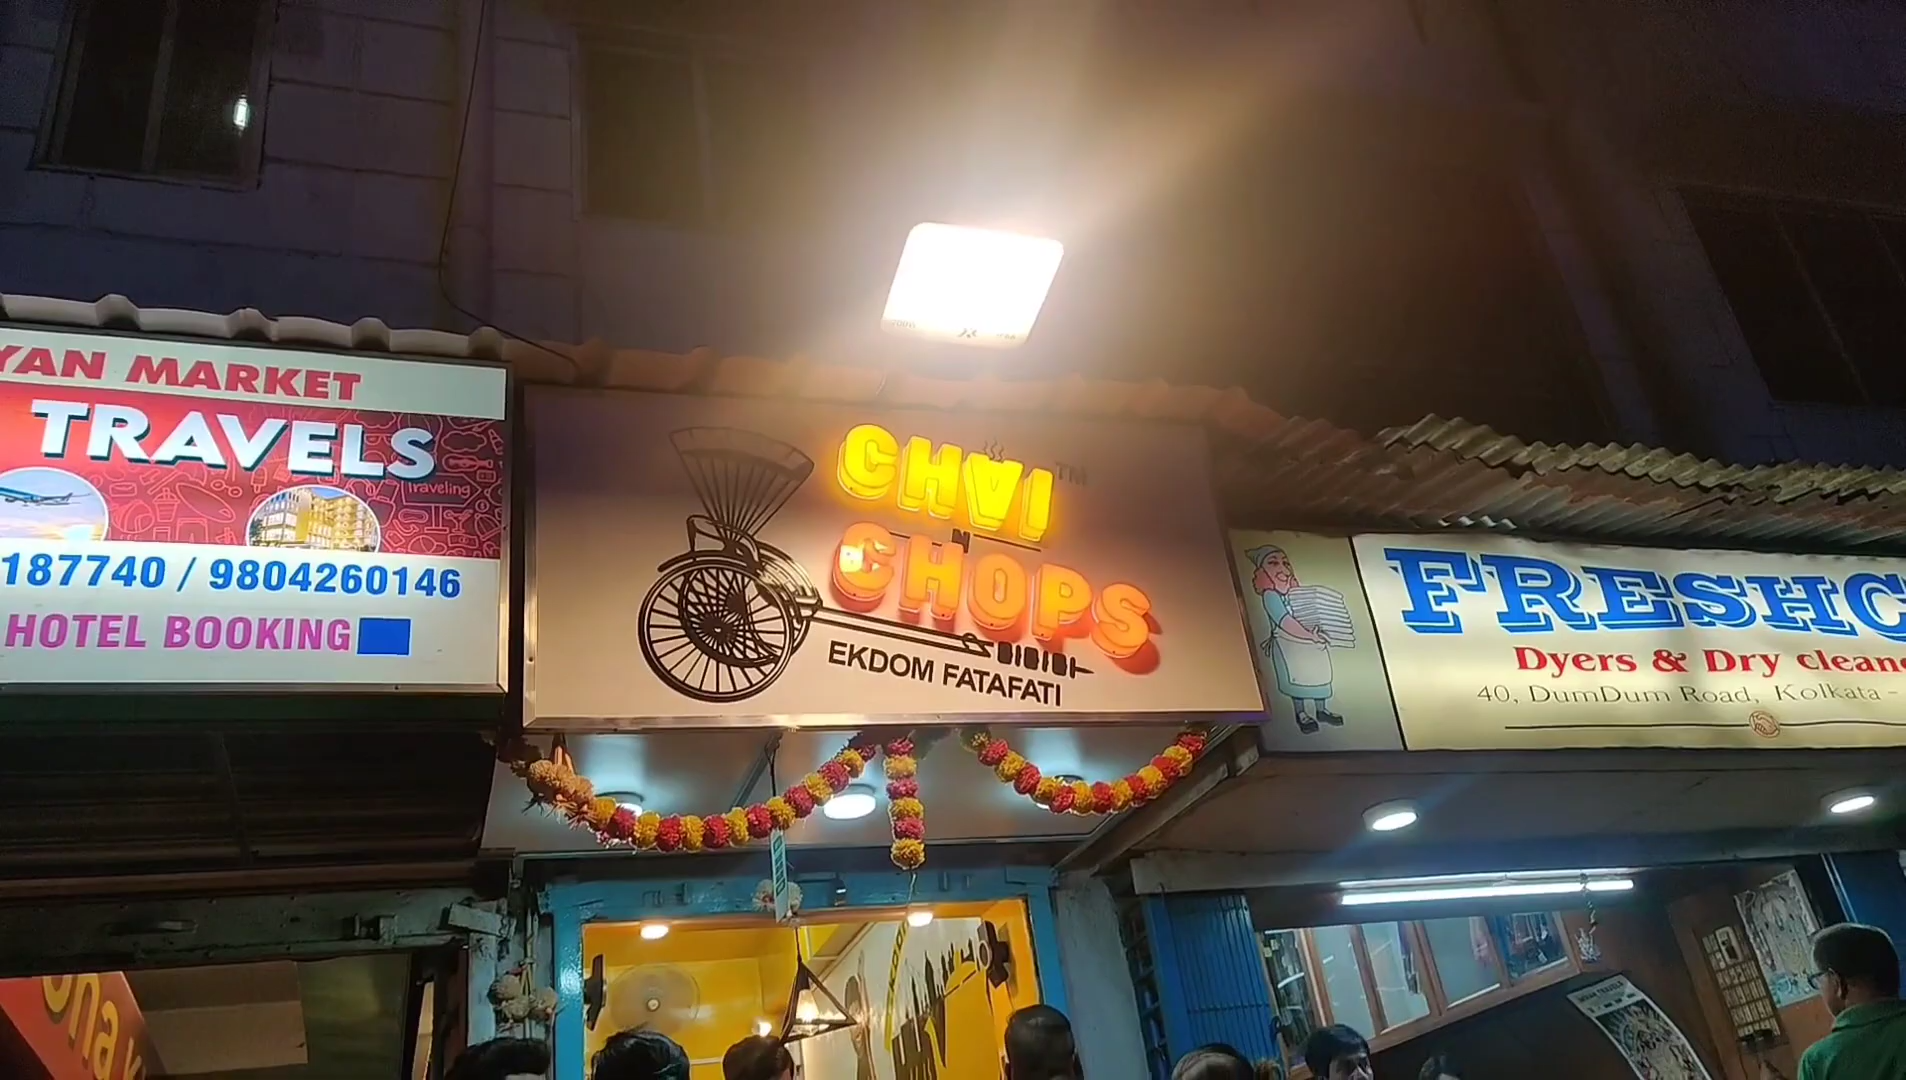 YAN MARKET
TRAVELS
Traveling
187740 / 9804260146
HOTEL BOOKING
CHAI TM
N
CHOPS
EKDOM FATAFATI
FRESHC
Dyers & Dry cleane
40, DumDum Road, Kolkata -